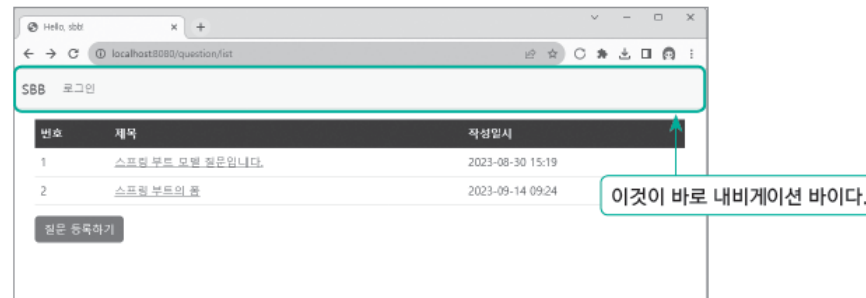 Hello, sbb!
localhost:8080/question/list
SBB 로그인
번호 제목 작성일시
1 스프링 부트 모델 질문입니다. 2023-08-30 15:19
2 스프링 부트의 폼 2023-09-14 09:24
이것이 바로 내비게이션 바이다.
질문 등록하기